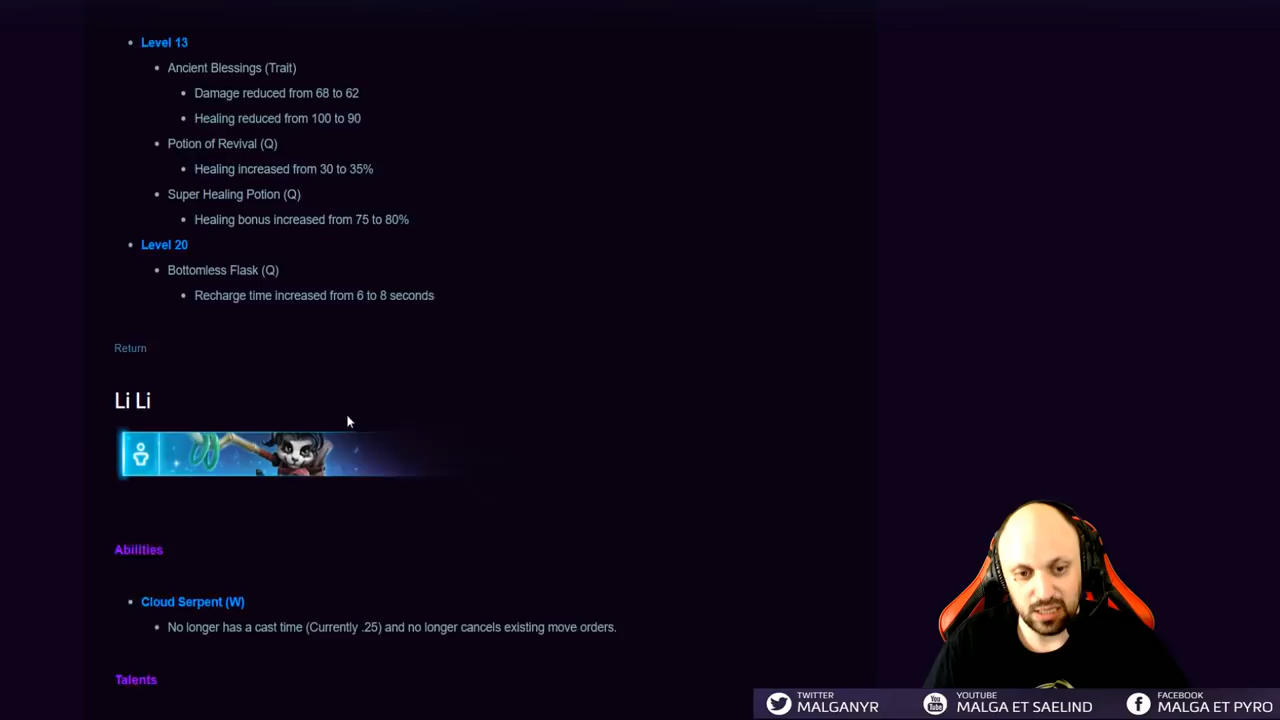 Level 13
Ancient Blessings (Trait)
Damage reduced from 68 to 62
Healing reduced from 100 to 90
Potion of Revival (Q)
Healing increased from 30 to 35%
Super Healing Potion (Q)
Healing bonus increased from 75 to 80%
Level 20
Bottomless Flask (Q)
Recharge time increased from 6 to 8 seconds
Return
Li Li
Abilities
Cloud Serpent (W)
No longer has a cast time (Currently .25) and no longer cancels existing move orders.
Talents
TWITTER
MALGANYR
You Tube
YOUTUBE
MALGA ET SAELIND
FACEBOOK
MALGA ET PYRO